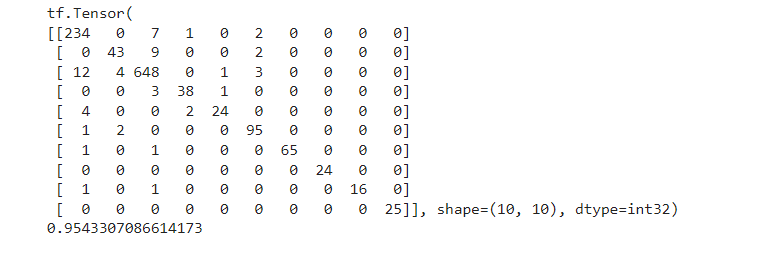 tf.Tensor(
[[234 0 7 1 0 2 0 0 0 0]
[ 0 43 9 0 0 2 0 0 0 0]
[ 12 4 648 0 1 3 0 0 0 0]
[ 0 0 3 38 1 0 0 0 0 0]
[ 4 0 0 2 24 0 0 0 0 0]
[ 1 2 0 0 0 95 0 0 0 0]
[ 1 0 1 0 0 0 65 0 0 0]
[ 0 0 0 0 0 0 0 24 0 0]
[ 1 0 1 0 0 0 0 0 16 0]
[ 0 0 0 0 0 0 0 0 0 25]], shape=(10, 10), dtype=int32)
0.9543307086614173